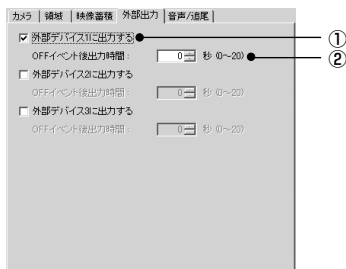 カメラ 領域 映像蓄積 外部出力 音声/追尾
外部デバイス1に出力する ①
OFFイベント後出力時間： 0 秒 (0～20) ②
外部デバイス2に出力する
OFFイベント後出力時間： 0 秒 (0～20)
外部デバイス3に出力する
OFFイベント後出力時間： 0 秒 (0～20)